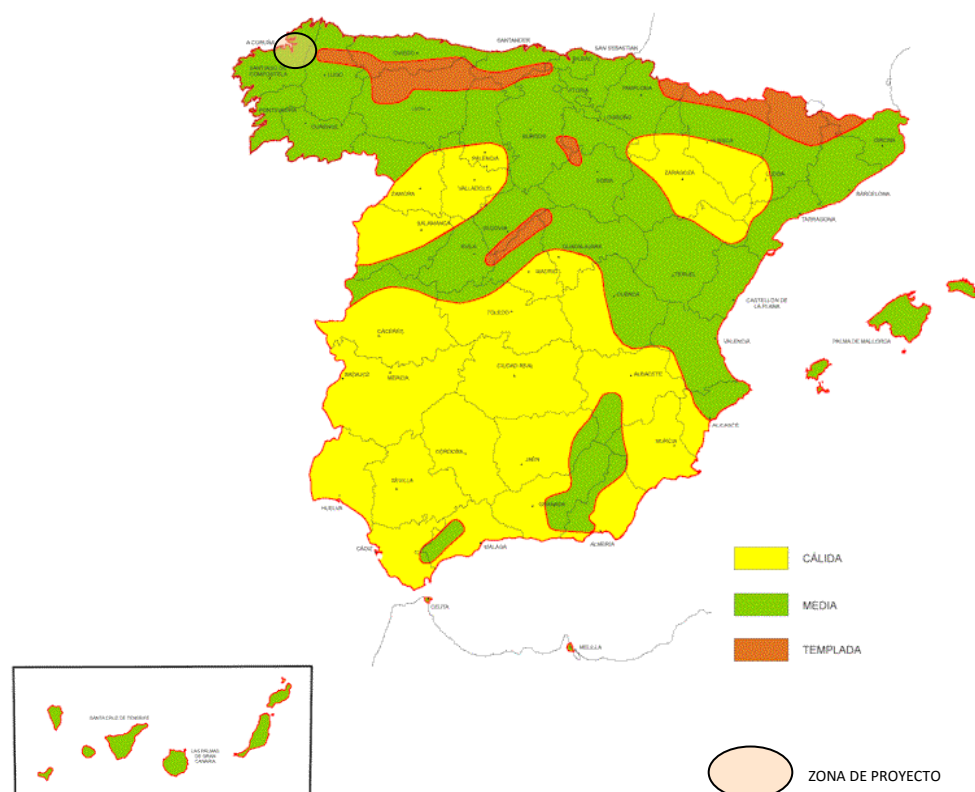 A CORUÑA
SANTANDER
OVIEDO
SAN SEBASTIAN
BILBAO
SANTIAGO DE
COMPOSTELA
LUGO
VITORIA
PAMPLONA
LEON
PONTEVEDRA
LOGROÑO
OURENSE
BURGOS
HUESCA
GIRONA
PALENCIA
ZARAGOZA
LLEIDA
SORIA
ZAMORA
VALLADOLID
BARCELONA
TARRAGONA
SALAMANCA
SEGOVIA
AVILA
GUADALAJARA
MADRID
TERUEL
CUENCA
CASTELLON DE
LA PLANA
TOLEDO
CACERES
VALENCIA
PALMA DE MALLORCA
BADAJOZ
MERIDA
CIUDAD REAL
ALBACETE
ALICANTE
MURCIA
CORDOBA
JAEN
SEVILLA
HUELVA
GRANADA
CÁDIZ
MALAGA
ALMERIA
CÁLIDA
MEDIA
CEUTA
MELILLA
TEMPLADA
SANTA CRUZ DE TENERIFE
LAS PALMAS
DE GRAN
CANARIA
ZONA DE PROYECTO